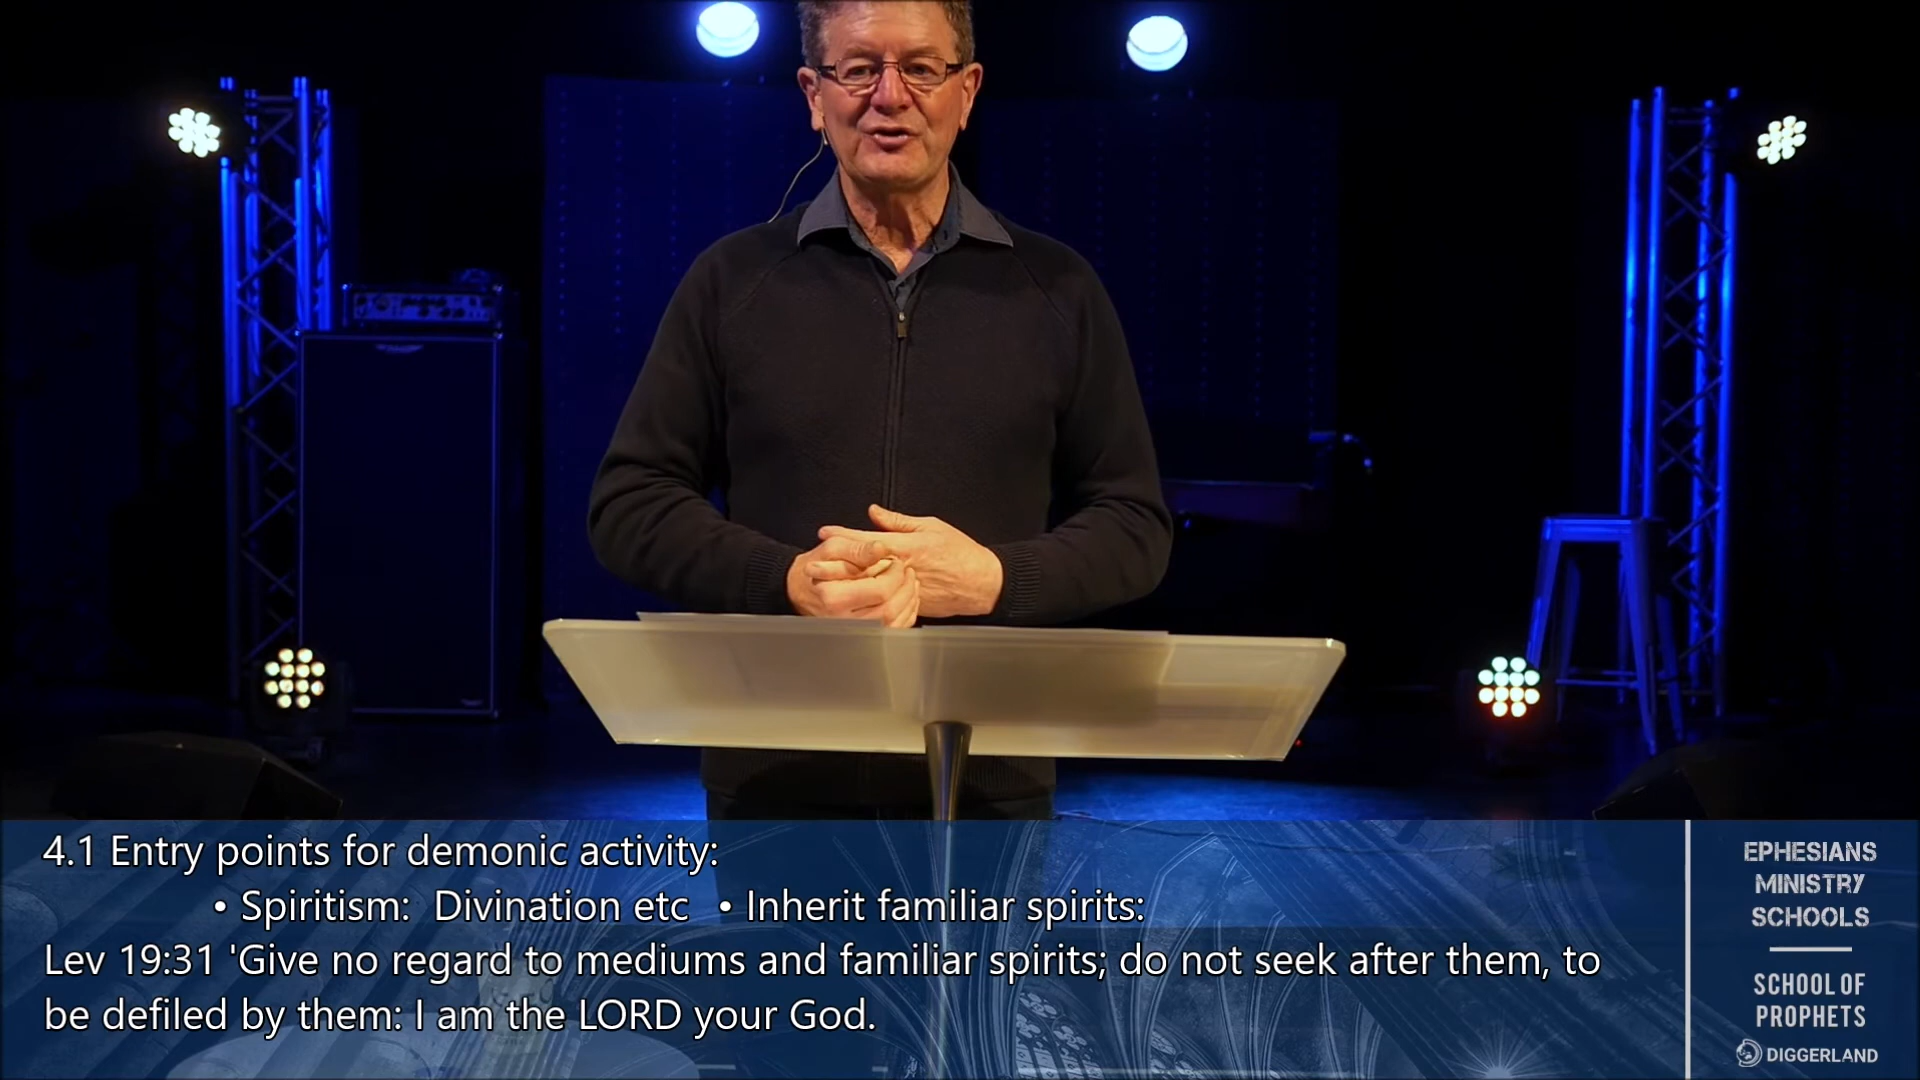 4.1 Entry points for demonic activity:
• Spiritism:  Divination etc  • Inherit familiar spirits:
Lev 19:31 'Give no regard to mediums and familiar spirits; do not seek after them, to
be defiled by them: I am the LORD your God.
EPHESIANS
MINISTRY
SCHOOLS
SCHOOL OF
PROPHETS
DIGGERLAND